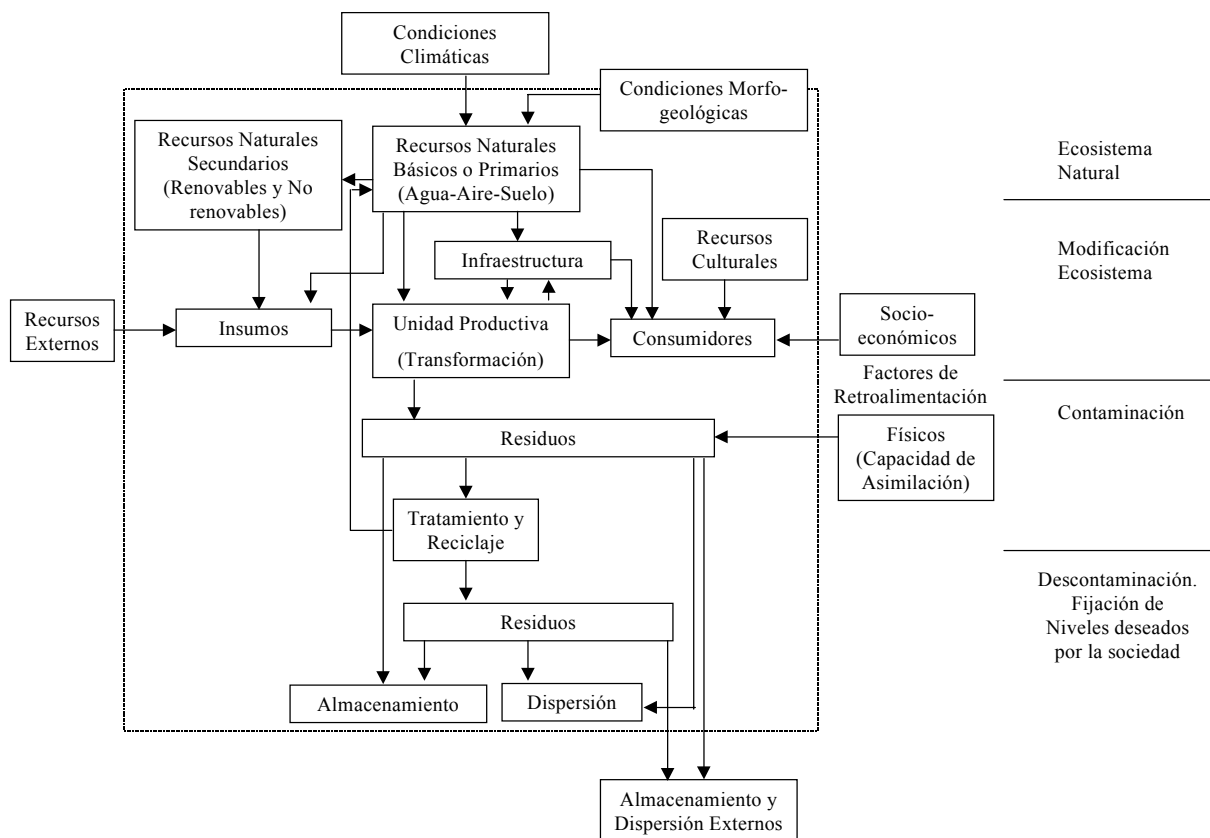 Condiciones
Climáticas
Condiciones Morfo-
geológicas
Recursos Naturales
Secundarios
(Renovables y No
renovables)
Recursos Naturales
Básicos o Primarios
(Agua-Aire-Suelo)
Ecosistema
Natural
Infraestructura
Recursos
Culturales
Modificación
Ecosistema
Recursos
Externos
Insumos
Unidad Productiva
(Transformación)
Consumidores
Socio-
económicos
Factores de
Retroalimentación
Residuos
Físicos
(Capacidad de
Asimilación)
Contaminación
Tratamiento y
Reciclaje
Residuos
Descontaminación.
Fijación de
Niveles deseados
por la sociedad
Almacenamiento
Dispersión
Almacenamiento y
Dispersión Externos